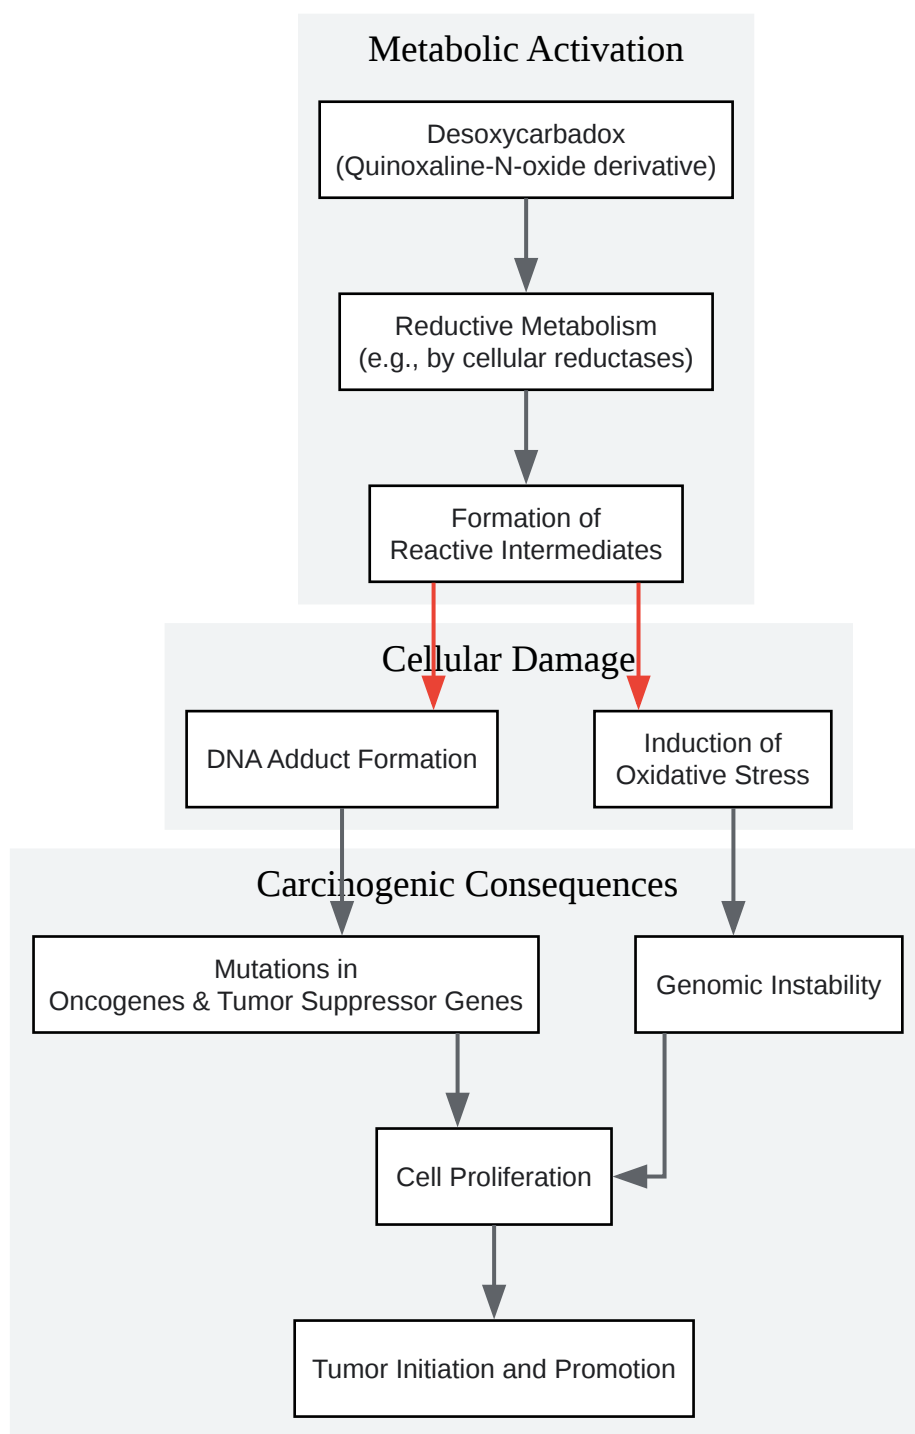 Metabolic Activation
Desoxycarbadox
(Quinoxaline-N-oxide derivative)
Reductive Metabolism
(e.g., by cellular reductases)
Formation of
Reactive Intermediates
Cellular Damage
DNA Adduct Formation
Induction of
Oxidative Stress
Carcinogenic Consequences
Mutations in
Oncogenes & Tumor Suppressor Genes
Genomic Instability
Cell Proliferation
Tumor Initiation and Promotion